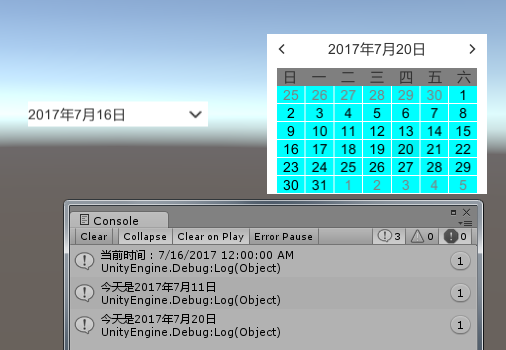 2017年7月20日
日 一 二 三 四 五 六
25 26 27 28 29 30 1
2 3 4 5 6 7 8
9 10 11 12 13 14 15
16 17 18 19 20 21 22
23 24 25 26 27 28 29
30 31 1 2 3 4 5
2017年7月16日
Console
Clear Collapse Clear on Play Error Pause 3 0 0
当前时间：7/16/2017 12:00:00 AM
UnityEngine.Debug:Log(Object)
1
今天是2017年7月11日
UnityEngine.Debug:Log(Object)
1
今天是2017年7月20日
UnityEngine.Debug:Log(Object)
1